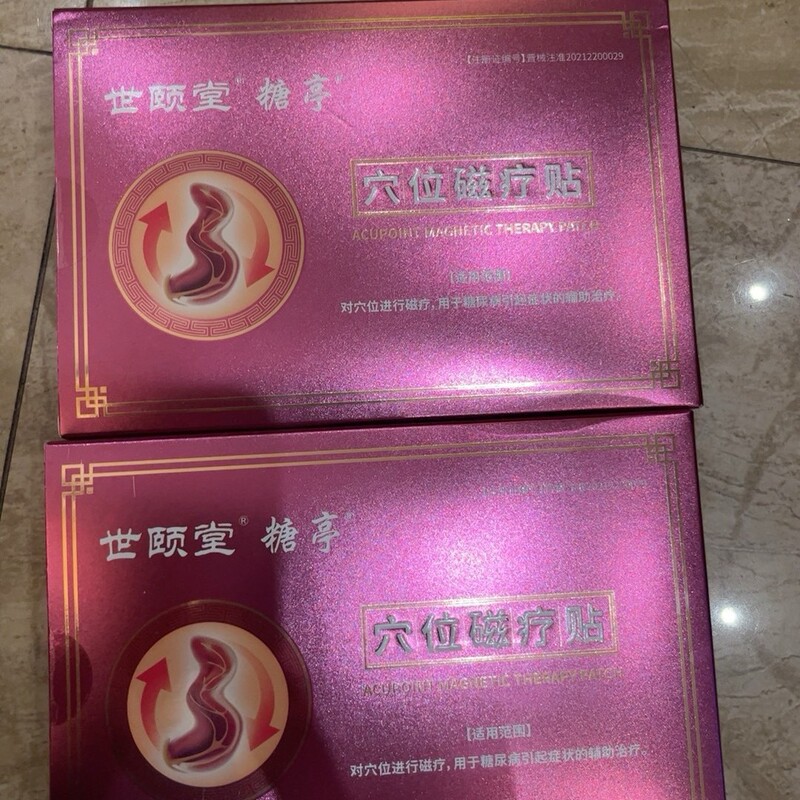 【注册证编号】晋械注准20212200029
世颐堂® 糖亭®
穴位磁疗贴
ACUPOINT MAGNETIC THERAPY PATCH
【适用范围】
对穴位进行磁疗，用于糖尿病引起症状的辅助治疗。
世颐堂® 糖亭®
穴位磁疗贴
ACUPOINT MAGNETIC THERAPY PATCH
【适用范围】
对穴位进行磁疗，用于糖尿病引起症状的辅助治疗。